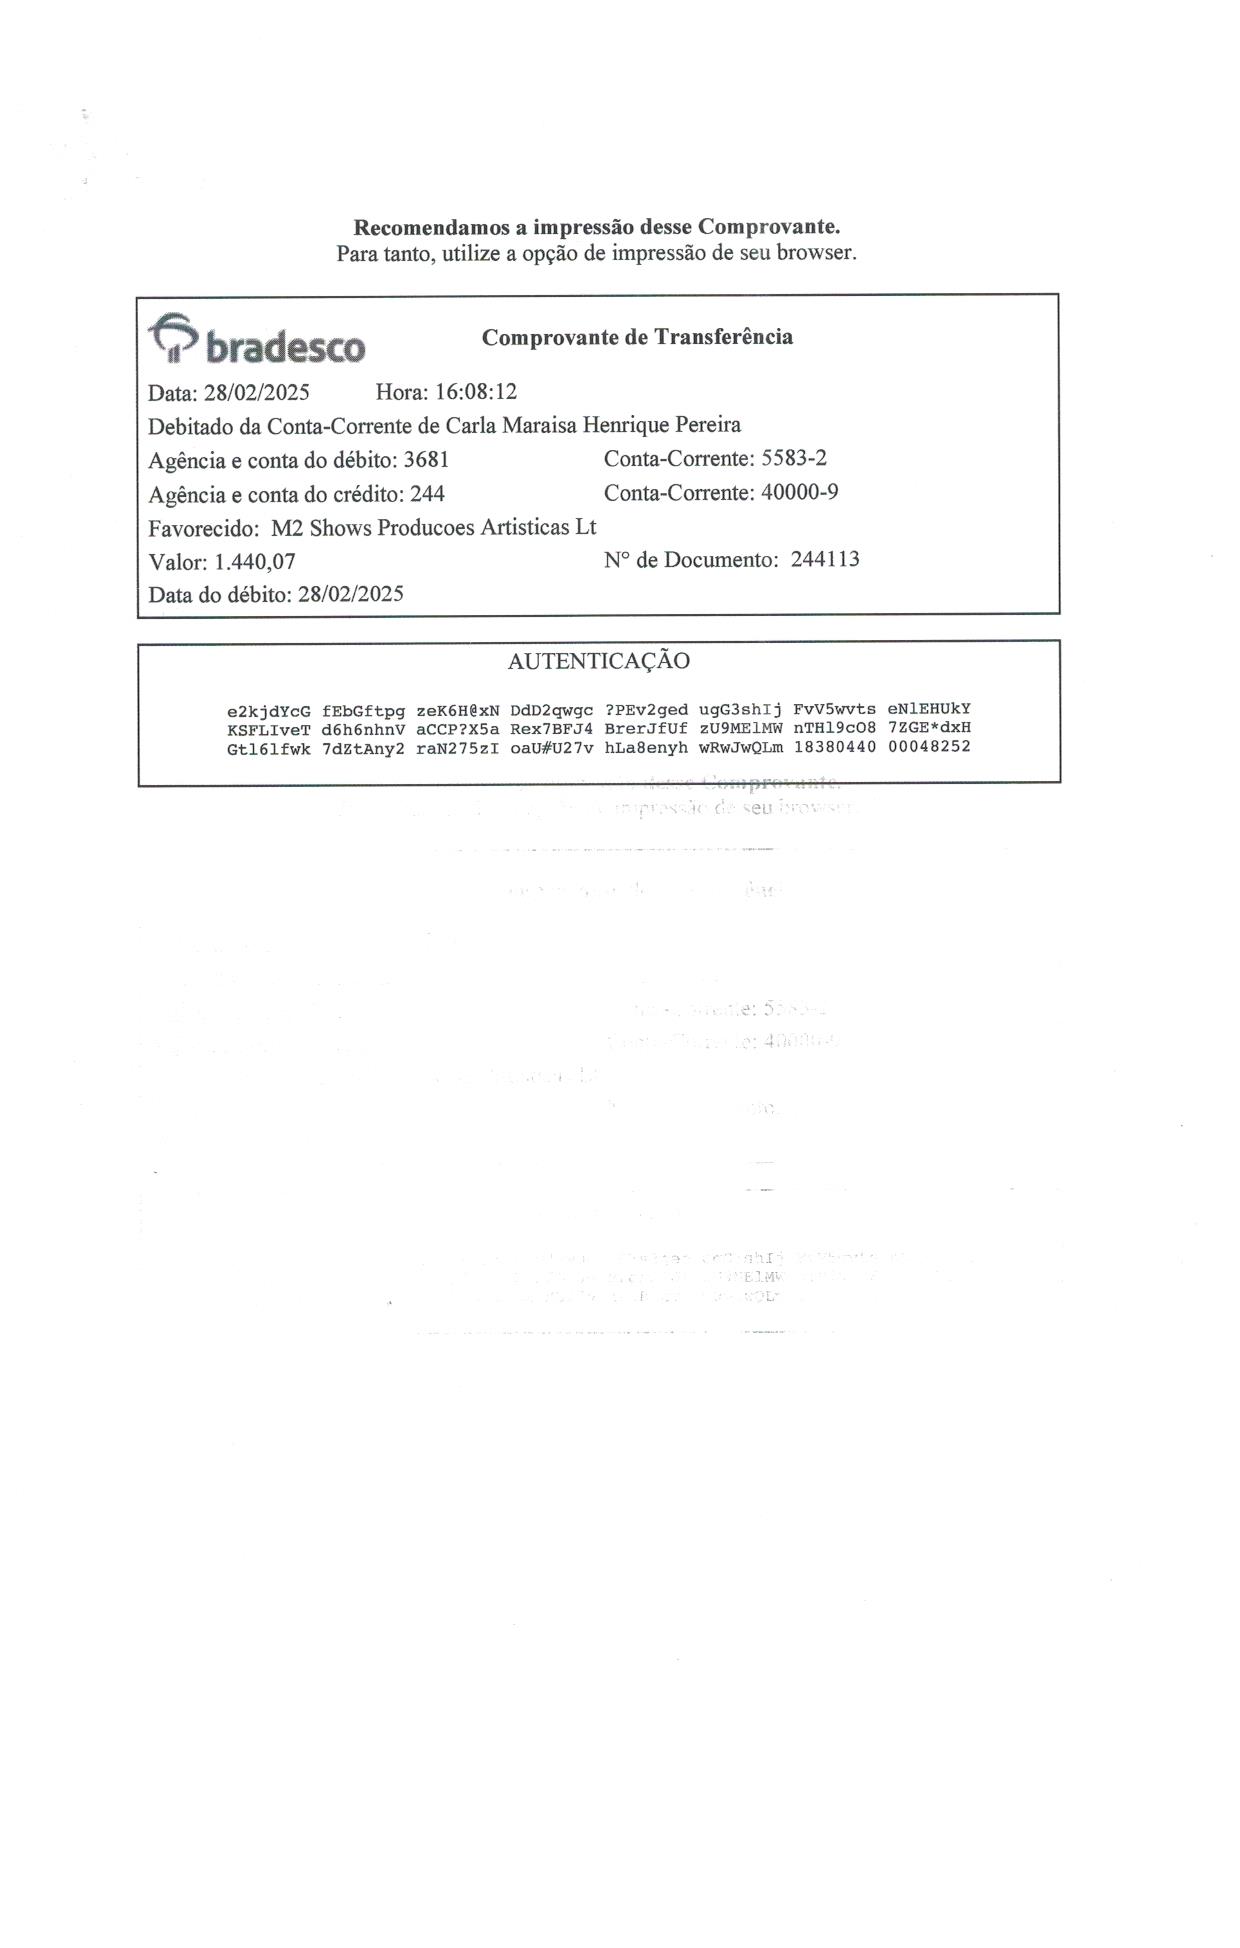 Recomendamos a impressão desse Comprovante.
Para tanto, utilize a opção de impressão de seu browser.
bradesco
Comprovante de Transferência
Data: 28/02/2025 Hora: 16:08:12
Debitado da Conta-Corrente de Carla Maraisa Henrique Pereira
Agência e conta do débito: 3681 Conta-Corrente: 5583-2
Agência e conta do crédito: 244 Conta-Corrente: 40000-9
Favorecido: M2 Shows Producoes Artisticas Lt
Valor: 1.440,07 N° de Documento: 244113
Data do débito: 28/02/2025
AUTENTICAÇÃO
e2kjdYcG fEbGftpg zeK6H@xN DdD2qwgc ?PEv2ged ugG3shIj FvV5wvts eNlEHUkY
KSFLIveT d6h6nhnV aCCP?X5a Rex7BFJ4 BrerJfUf zU9MElMW nTHl9cO8 7ZGE*dxH
Gtl6lfwk 7dZtAny2 raN275zI oaU#U27v hLa8enyh wRwJwQLm 18380440 00048252
Comprovante.
impressão de seu browser.